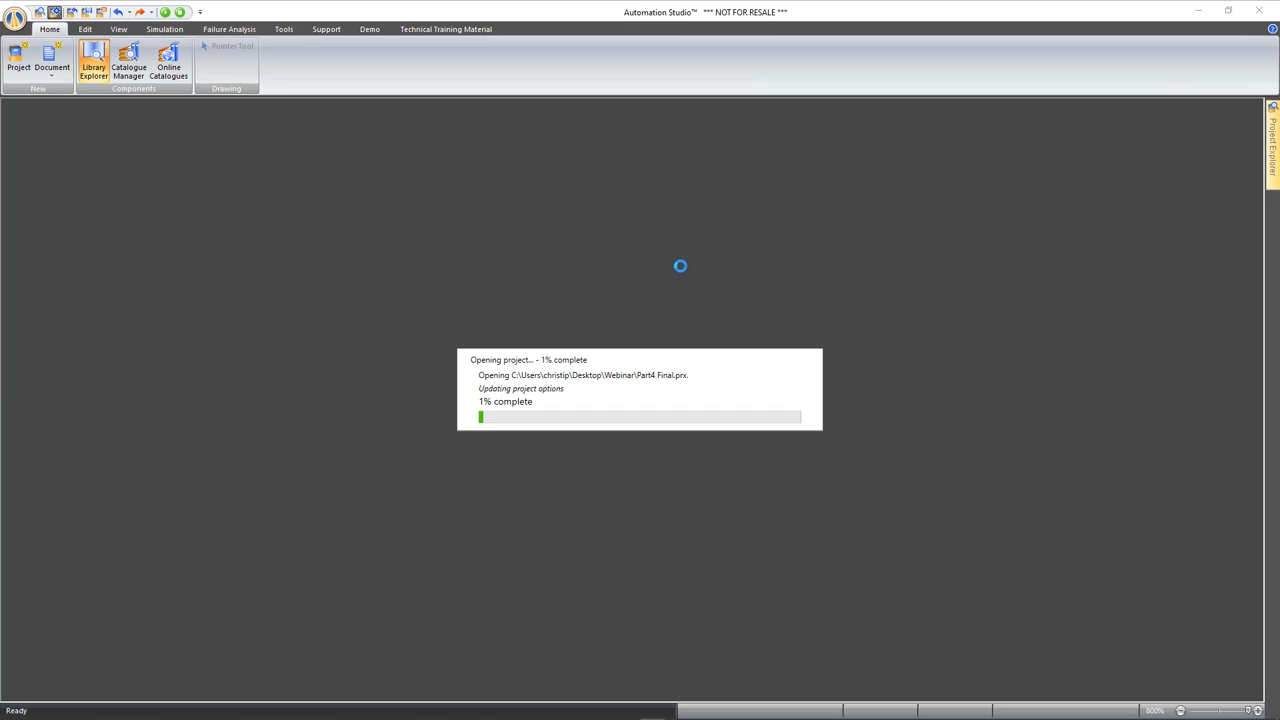 Automation Studio™ *** NOT FOR RESALE ***
Home Edit View Simulation Failure Analysis Tools Support Demo Technical Training Material
Project Document Library Explorer Catalogue Manager Online Catalogues Pointer Tool
New Components Drawing
Project Explorer
Opening project... - 1% complete
Opening C:\Users\christip\Desktop\Webinar\Part4 Final.prx.
Updating project options
1% complete
Ready 800%